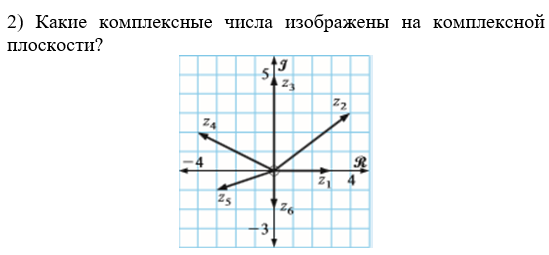 2) Какие комплексные числа изображены на комплексной
плоскости?
5 ℐ
z₃
z₂
z₄
−4 ℛ
z₁ 4
z₅
z₆
−3